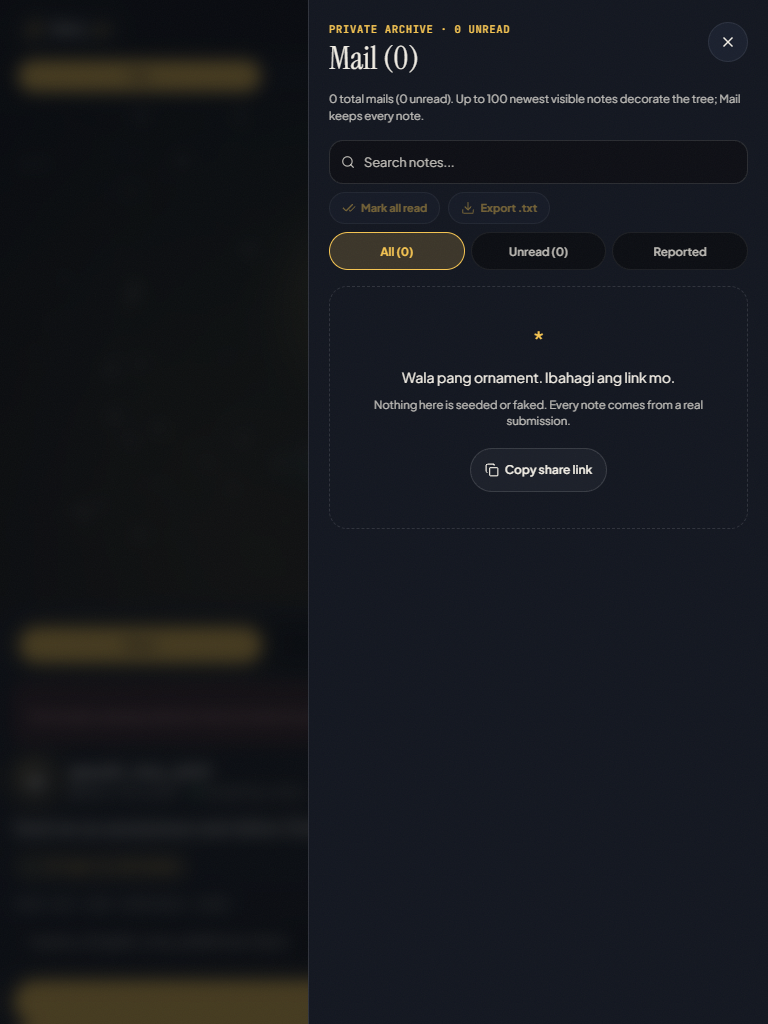 PRIVATE ARCHIVE · 0 UNREAD
Mail (0)
0 total mails (0 unread). Up to 100 newest visible notes decorate the tree; Mail
keeps every note.
Search notes...
Mark all read
Export .txt
All (0)
Unread (0)
Reported
*
Wala pang ornament. Ibahagi ang link mo.
Nothing here is seeded or faked. Every note comes from a real
submission.
Copy share link